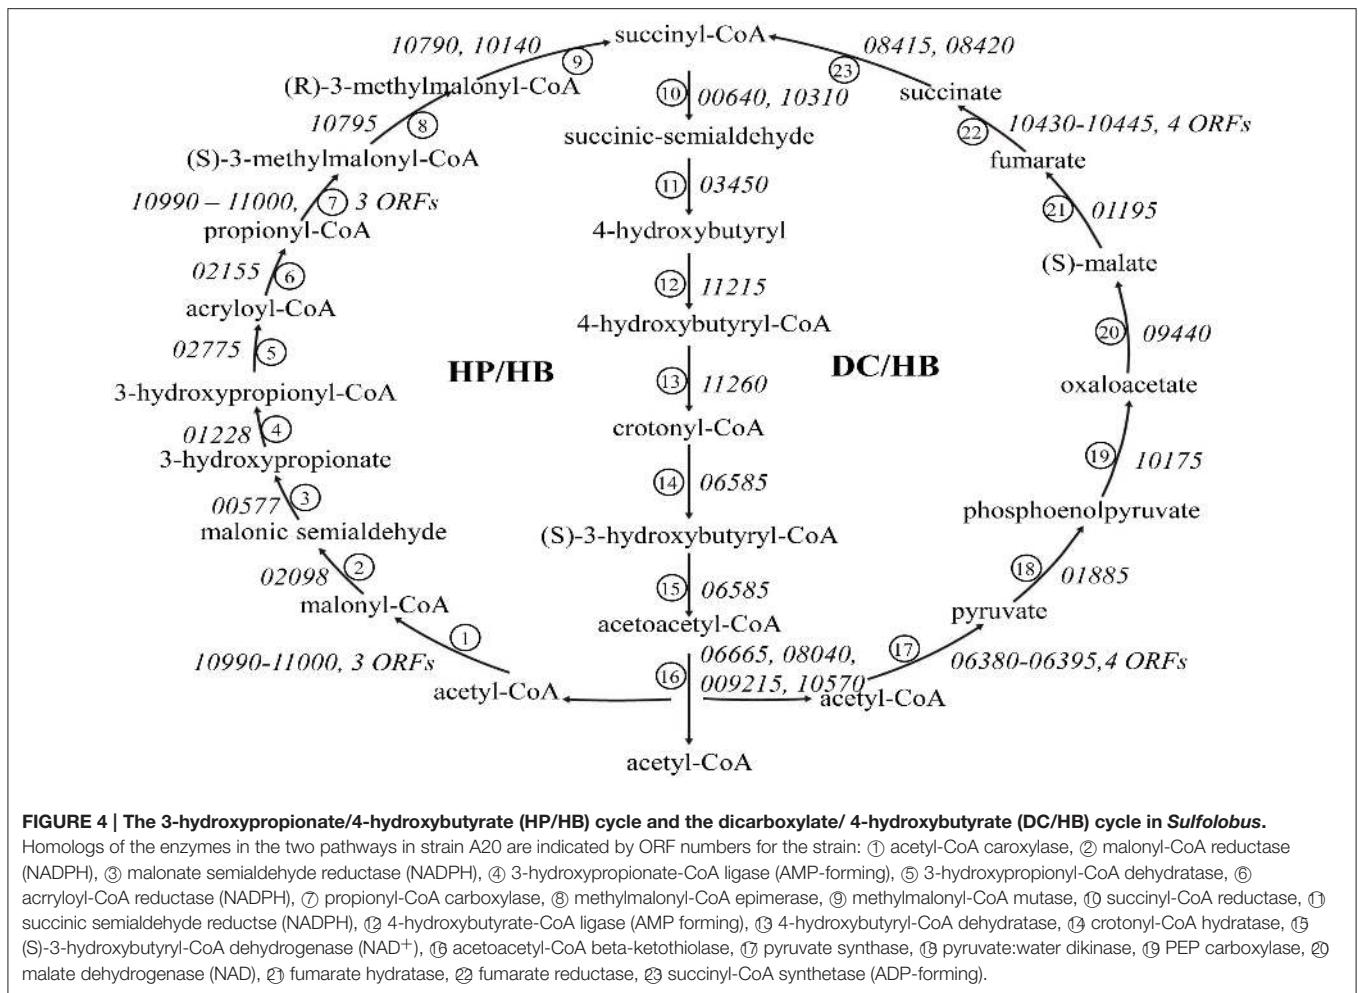 succinyl-CoA
10790, 10140
⑨
08415, 08420
㉓
(R)-3-methylmalonyl-CoA
⑩ 00640, 10310
succinate
10795 ⑧
succinic-semialdehyde
㉒ 10430-10445, 4 ORFs
(S)-3-methylmalonyl-CoA
fumarate
⑪ 03450
10990 – 11000, ⑦ 3 ORFs
㉑ 01195
propionyl-CoA
4-hydroxybutyryl
(S)-malate
02155 ⑥
⑫ 11215
acryloyl-CoA
4-hydroxybutyryl-CoA
⑳ 09440
02775 ⑤
HP/HB
DC/HB
⑬ 11260
oxaloacetate
3-hydroxypropionyl-CoA
01228 ④
crotonyl-CoA
3-hydroxypropionate
⑲ 10175
⑭ 06585
00577 ③
phosphoenolpyruvate
malonic semialdehyde
(S)-3-hydroxybutyryl-CoA
02098 ②
⑱ 01885
⑮ 06585
malonyl-CoA
pyruvate
acetoacetyl-CoA
①
10990-11000, 3 ORFs
⑯ 06665, 08040,
009215, 10570
⑰ 06380-06395,4 ORFs
acetyl-CoA
acetyl-CoA
acetyl-CoA
FIGURE 4 | The 3-hydroxypropionate/4-hydroxybutyrate (HP/HB) cycle and the dicarboxylate/ 4-hydroxybutyrate (DC/HB) cycle in Sulfolobus.
Homologs of the enzymes in the two pathways in strain A20 are indicated by ORF numbers for the strain: ① acetyl-CoA caroxylase, ② malonyl-CoA reductase
(NADPH), ③ malonate semialdehyde reductase (NADPH), ④ 3-hydroxypropionate-CoA ligase (AMP-forming), ⑤ 3-hydroxypropionyl-CoA dehydratase, ⑥
acrryloyl-CoA reductase (NADPH), ⑦ propionyl-CoA carboxylase, ⑧ methylmalonyl-CoA epimerase, ⑨ methylmalonyl-CoA mutase, ⑩ succinyl-CoA reductase, ⑪
succinic semialdehyde reductse (NADPH), ⑫ 4-hydroxybutyrate-CoA ligase (AMP forming), ⑬ 4-hydroxybutyryl-CoA dehydratase, ⑭ crotonyl-CoA hydratase, ⑮
(S)-3-hydroxybutyryl-CoA dehydrogenase (NAD+), ⑯ acetoacetyl-CoA beta-ketothiolase, ⑰ pyruvate synthase, ⑱ pyruvate:water dikinase, ⑲ PEP carboxylase, ⑳
malate dehydrogenase (NAD), ㉑ fumarate hydratase, ㉒ fumarate reductase, ㉓ succinyl-CoA synthetase (ADP-forming).